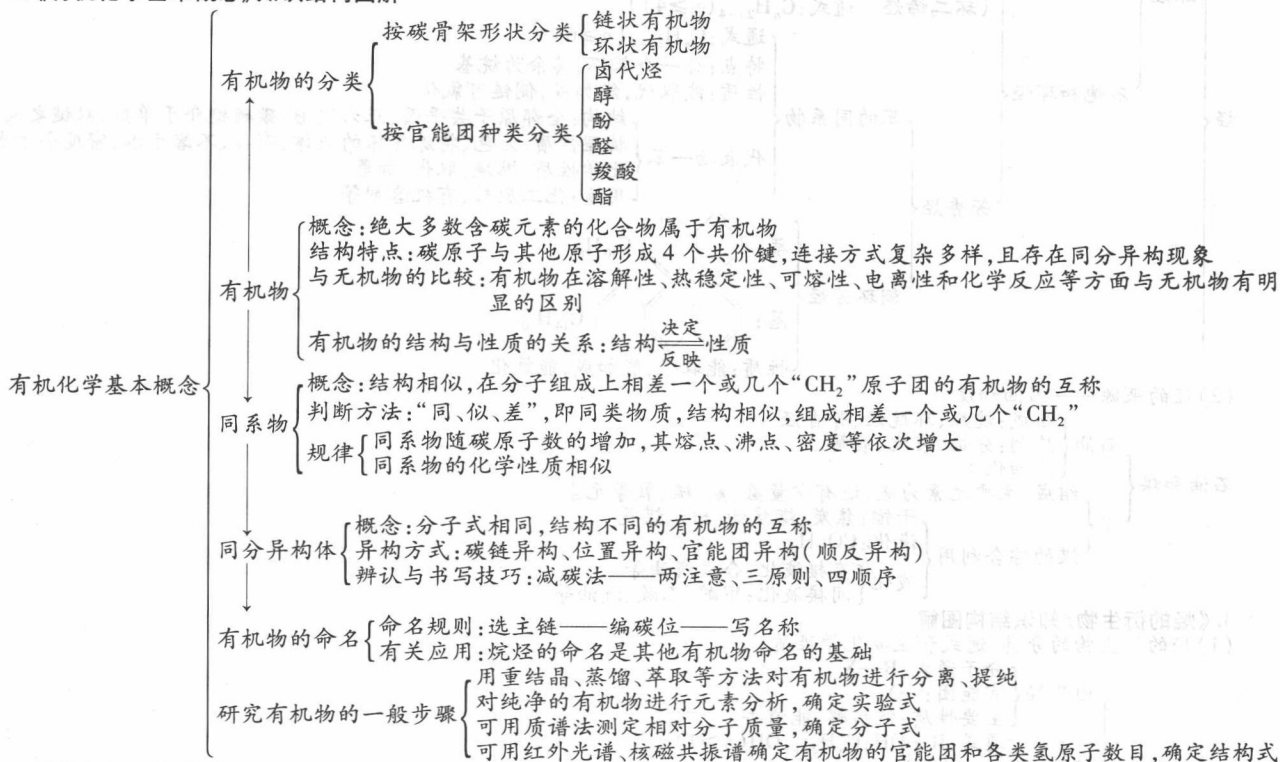 按碳骨架形状分类
链状有机物
环状有机物
有机物的分类
按官能团种类分类
卤代烃
醇
酚
醛
羧酸
酯
概念:绝大多数含碳元素的化合物属于有机物
结构特点:碳原子与其他原子形成4个共价键,连接方式复杂多样,且存在同分异构现象
有机物
与无机物的比较:有机物在溶解性、热稳定性、可熔性、电离性和化学反应等方面与无机物有明
显的区别
有机物的结构与性质的关系:结构 决定 反映 性质
有机化学基本概念
概念:结构相似,在分子组成上相差一个或几个“CH₂”原子团的有机物的互称
同系物
判断方法:“同、似、差”,即同类物质,结构相似,组成相差一个或几个“CH₂”
规律
同系物随碳原子数的增加,其熔点、沸点、密度等依次增大
同系物的化学性质相似
概念:分子式相同,结构不同的有机物的互称
同分异构体
异构方式:碳链异构、位置异构、官能团异构(顺反异构)
辨认与书写技巧:减碳法——两注意、三原则、四顺序
有机物的命名
命名规则:选主链——编碳位——写名称
有关应用:烷烃的命名是其他有机物命名的基础
研究有机物的一般步骤
用重结晶、蒸馏、萃取等方法对有机物进行分离、提纯
对纯净的有机物进行元素分析,确定实验式
可用质谱法测定相对分子质量,确定分子式
可用红外光谱、核磁共振谱确定有机物的官能团和各类氢原子数目,确定结构式